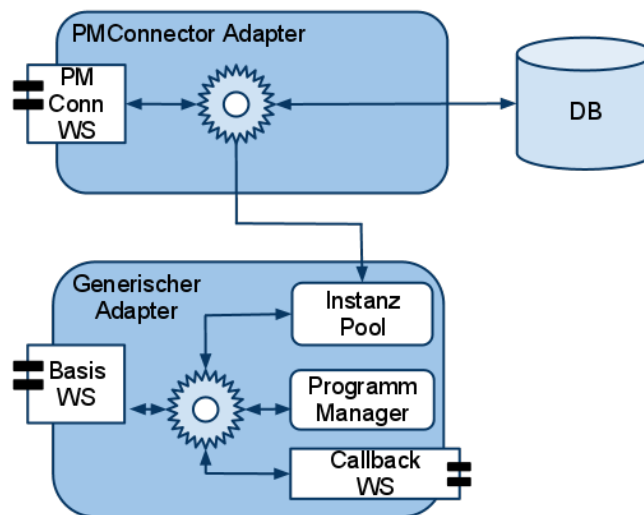 PMConnector Adapter
PM
Conn
WS
DB
Generischer
Adapter
Instanz
Pool
Basis
WS
Programm
Manager
Callback
WS